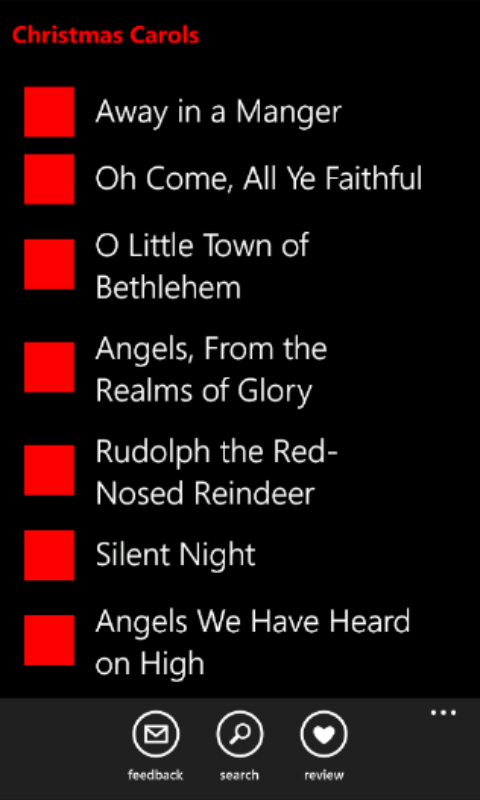 Christmas Carols
Away in a Manger
Oh Come, All Ye Faithful
O Little Town of
Bethlehem
Angels, From the
Realms of Glory
Rudolph the Red-
Nosed Reindeer
Silent Night
Angels We Have Heard
on High
...
feedback
search
review